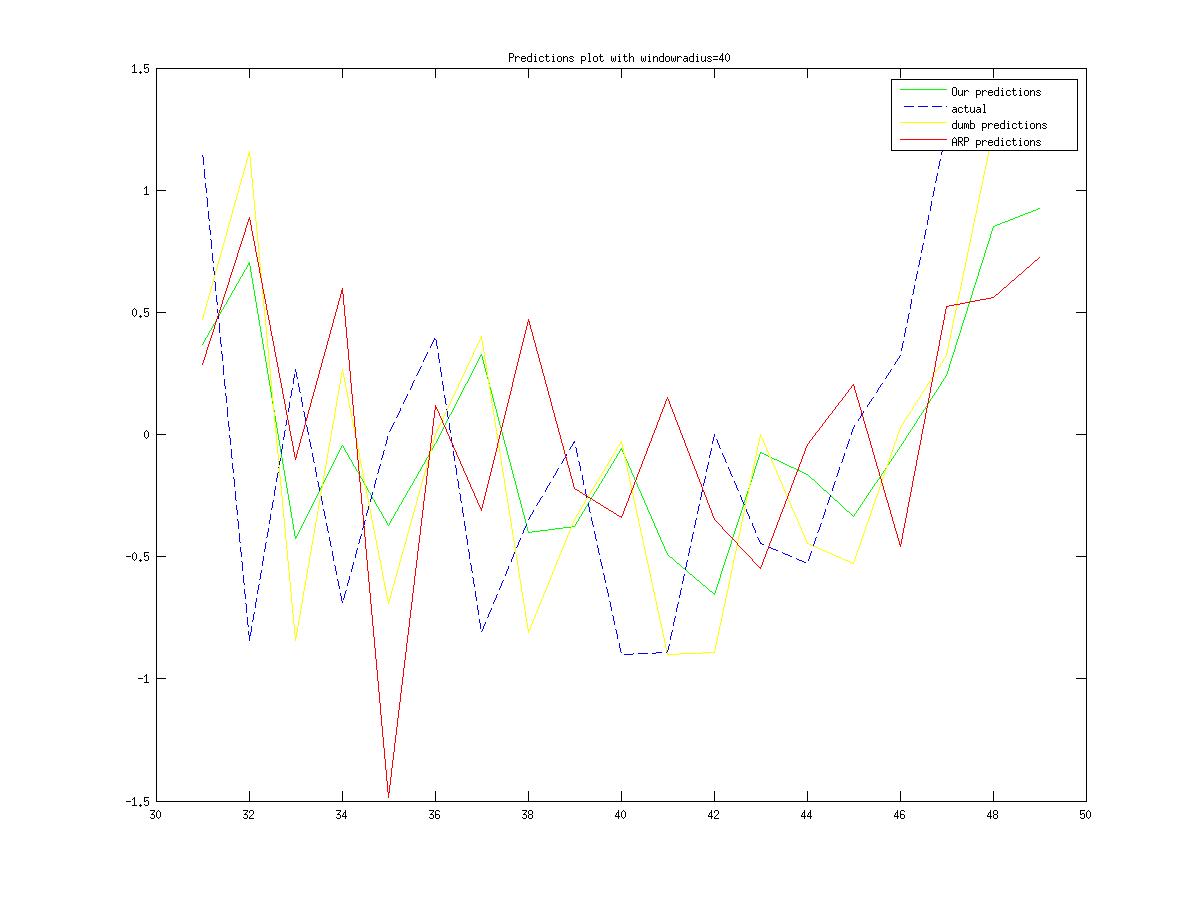 Predictions plot with windowradius=40
1.5
Our predictions
actual
dumb predictions
ARP predictions
1
0.5
0
-0.5
-1
-1.5
30 32 34 36 38 40 42 44 46 48 50